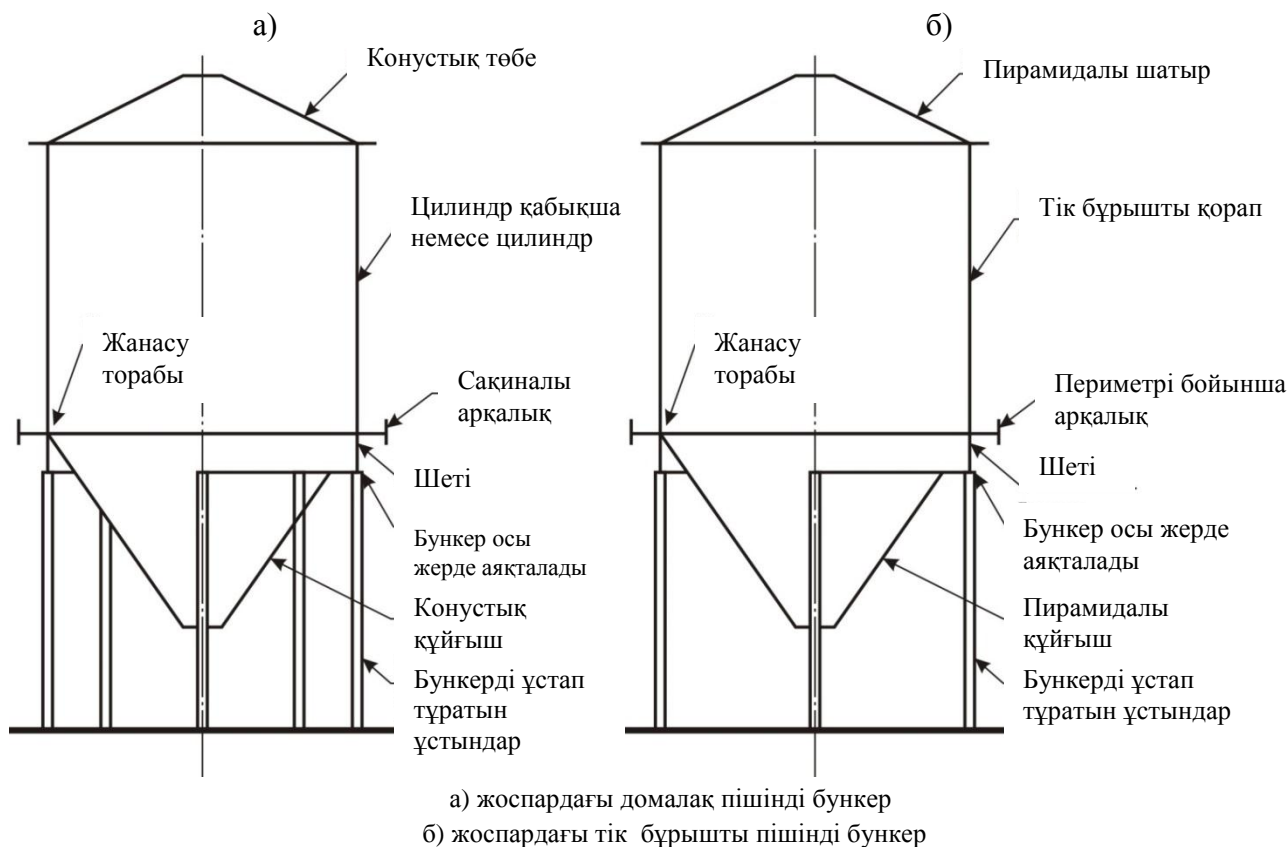 а)
Конустық төбе
Цилиндр қабықша
немесе цилиндр
Жанасу
торабы
Сақиналы
арқалық
Шеті
Бункер осы
жерде аяқталады
Конустық
құйғыш
Бункерді ұстап
тұратын
ұстындар
б)
Пирамидалы шатыр
Тік бұрышты қорап
Жанасу
торабы
Периметрі бойынша
арқалық
Шеті
Бункер осы жерде
аяқталады
Пирамидалы
құйғыш
Бункерді ұстап
тұратын ұстындар
а) жоспардағы домалақ пішінді бункер
б) жоспардағы тік бұрышты пішінді бункер